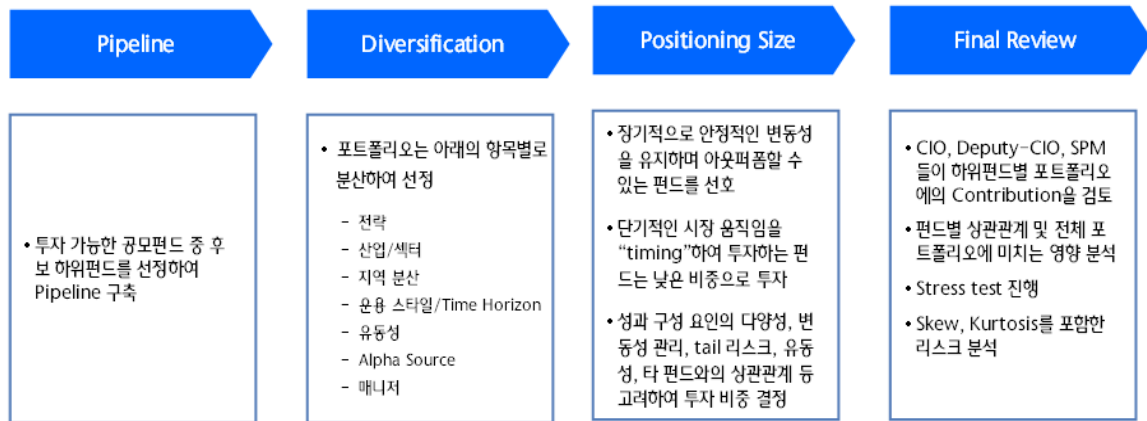 Pipeline
Diversification
Positioning Size
Final Review
• 투자 가능한 공모펀드 중 후
보 하위펀드를 선정하여
Pipeline 구축
• 포트폴리오는 아래의 항목별로
분산하여 선정
- 전략
- 산업/섹터
- 지역 분산
- 운용 스타일/Time Horizon
- 유동성
- Alpha Source
- 매니저
• 장기적으로 안정적인 변동성
을 유지하며 아웃퍼폼할 수
있는 펀드를 선호
• 단기적인 시장 움직임을
“timing”하여 투자하는 펀
드는 낮은 비중으로 투자
• 성과 구성 요인의 다양성, 변
동성 관리, tail 리스크, 유동
성, 타 펀드와의 상관관계 등
고려하여 투자 비중 결정
• CIO, Deputy-CIO, SPM
들이 하위펀드별 포트폴리오
에의 Contribution을 검토
• 펀드별 상관관계 및 전체 포
트폴리오에 미치는 영향 분석
• Stress test 진행
• Skew, Kurtosis를 포함한
리스크 분석